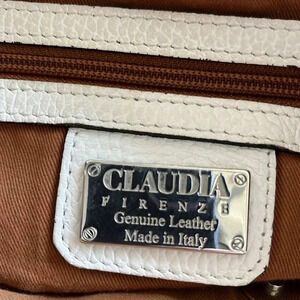 CLAUDIA
FIRENZE
Genuine Leather
Made in Italy